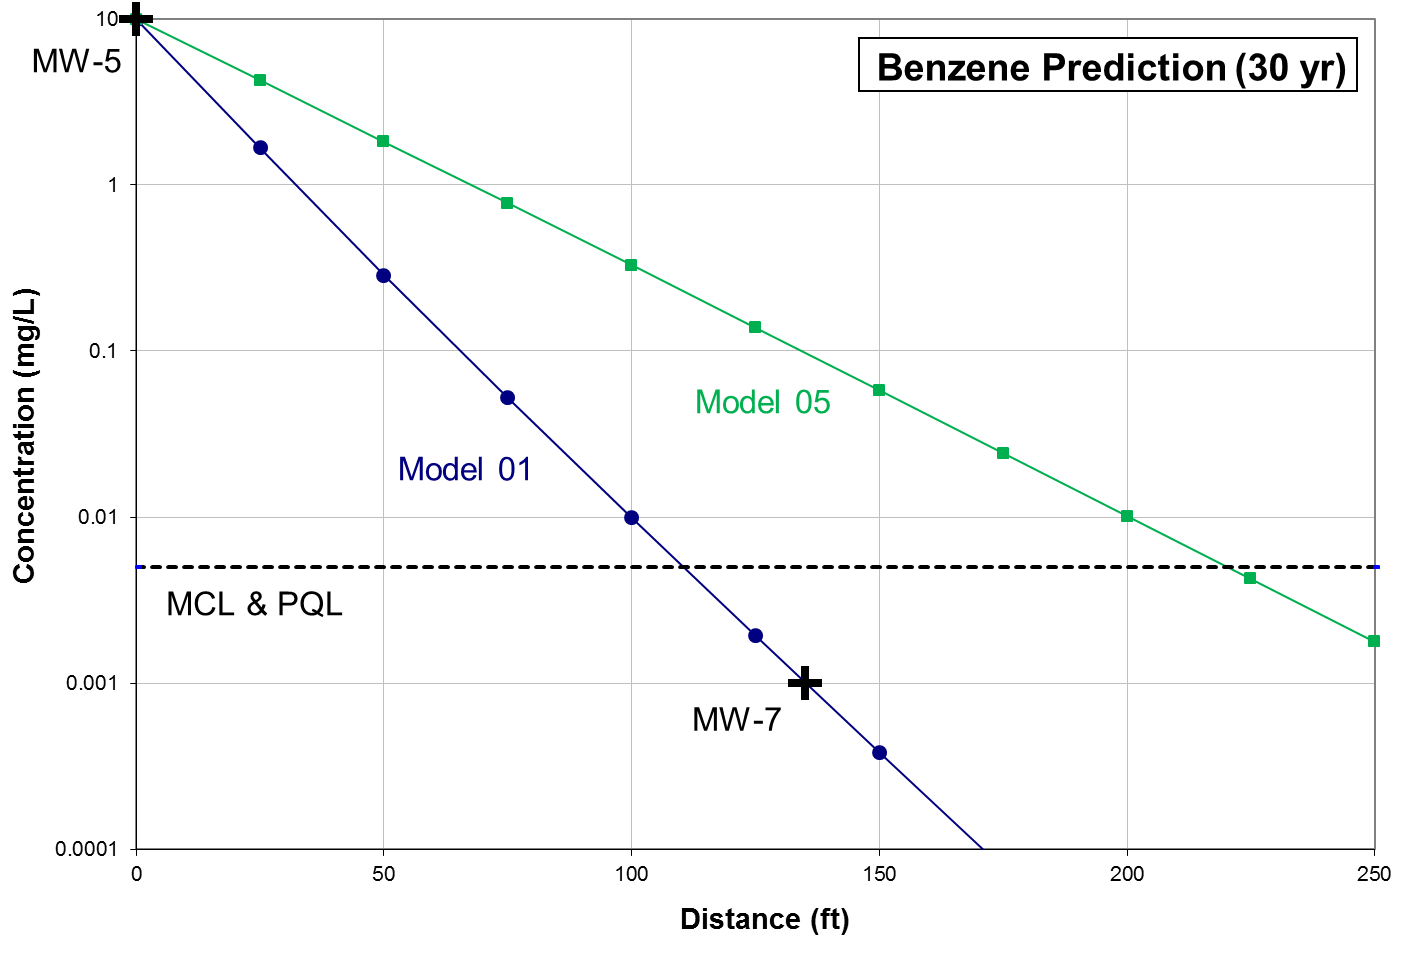 Benzene Prediction (30 yr)
10
MW-5
1
0.1
Model 05
Model 01
0.01
MCL & PQL
0.001
MW-7
0.0001
0 50 100 150 200 250
Distance (ft)
Concentration (mg/L)